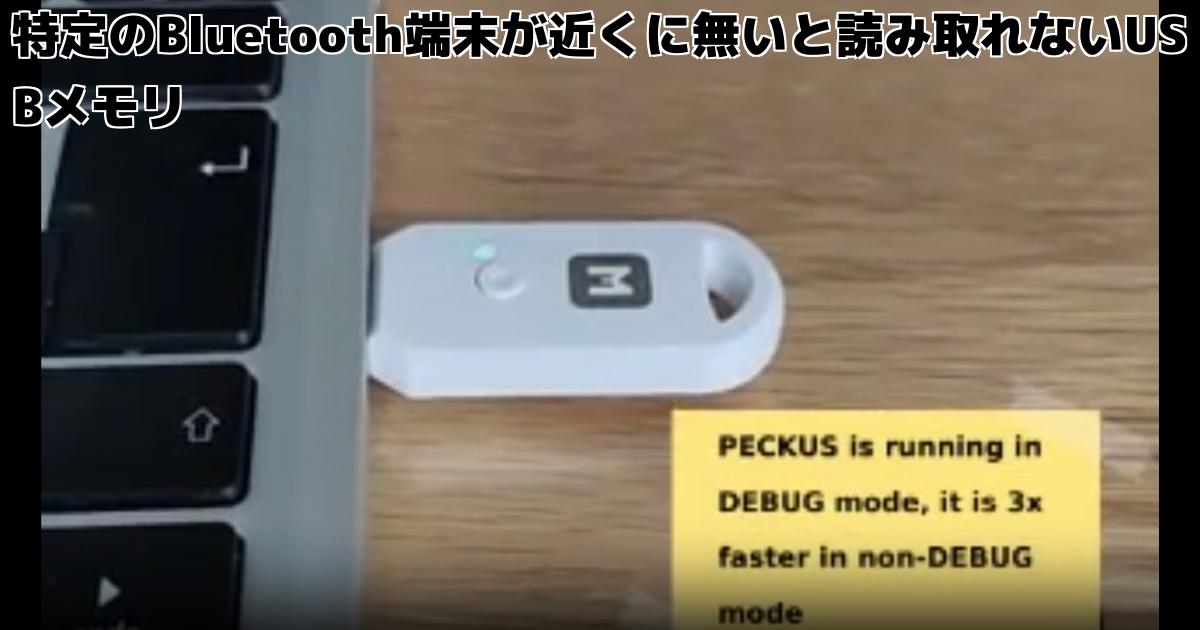 特定のBluetooth端末が近くに無いと読み取れないUS
Bメモリ
M
PECKUS is running in
DEBUG mode, it is 3x
faster in non-DEBUG
mode